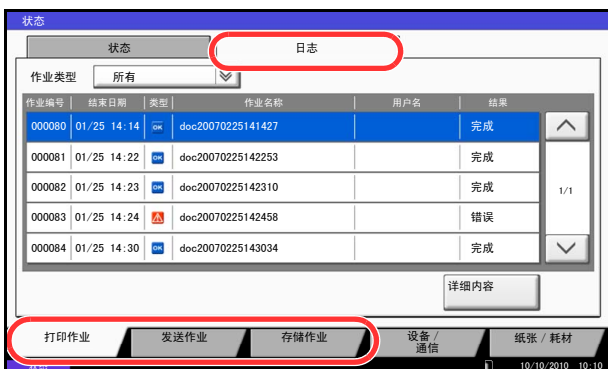 状态
状态 日志
作业类型 所有
作业编号 结束日期 类型 作业名称 用户名 结果
000080 01/25 14:14 OK doc20070225141427 完成
000081 01/25 14:22 OK doc20070225142253 完成
000082 01/25 14:23 OK doc20070225142310 完成
1/1
000083 01/25 14:24 doc20070225142458 错误
000084 01/25 14:30 OK doc20070225143034 完成
详细内容
打印作业 发送作业 存储作业 设备 / 纸张 / 耗材
通信
10/10/2010 10:10